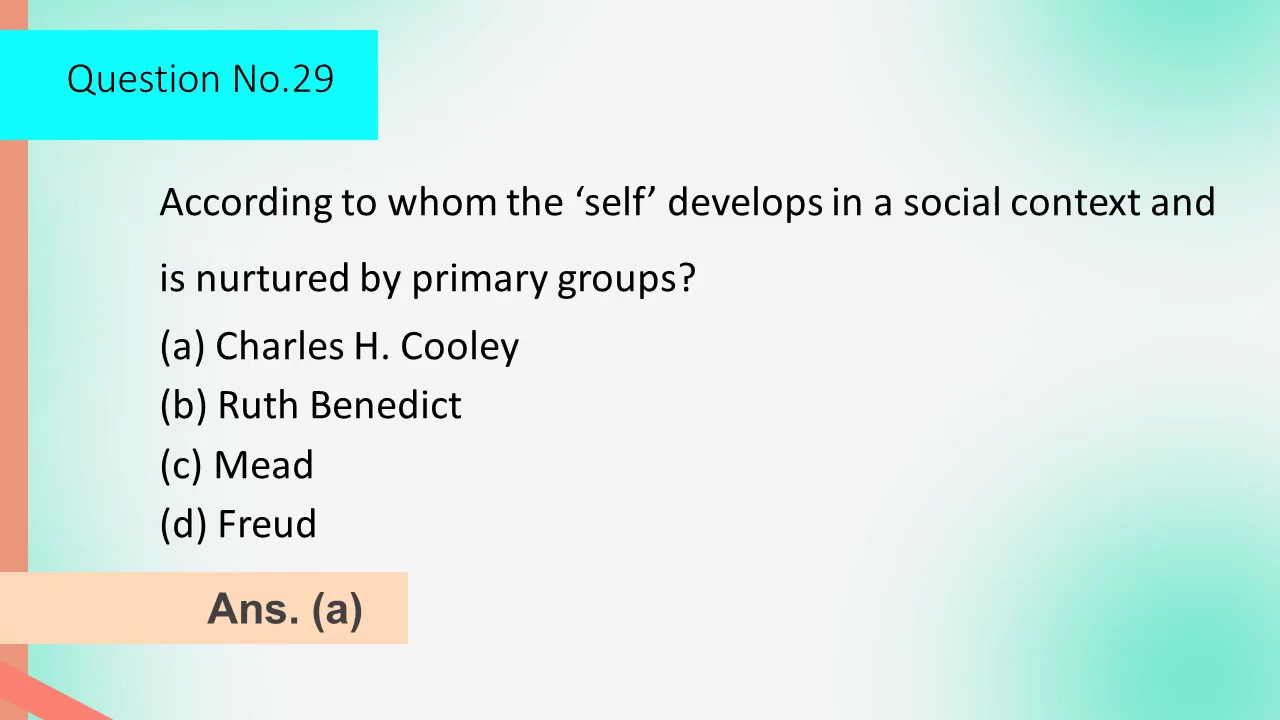 Question No.29
According to whom the ‘self’ develops in a social context and
is nurtured by primary groups?
(a) Charles H. Cooley
(b) Ruth Benedict
(c) Mead
(d) Freud
Ans. (a)